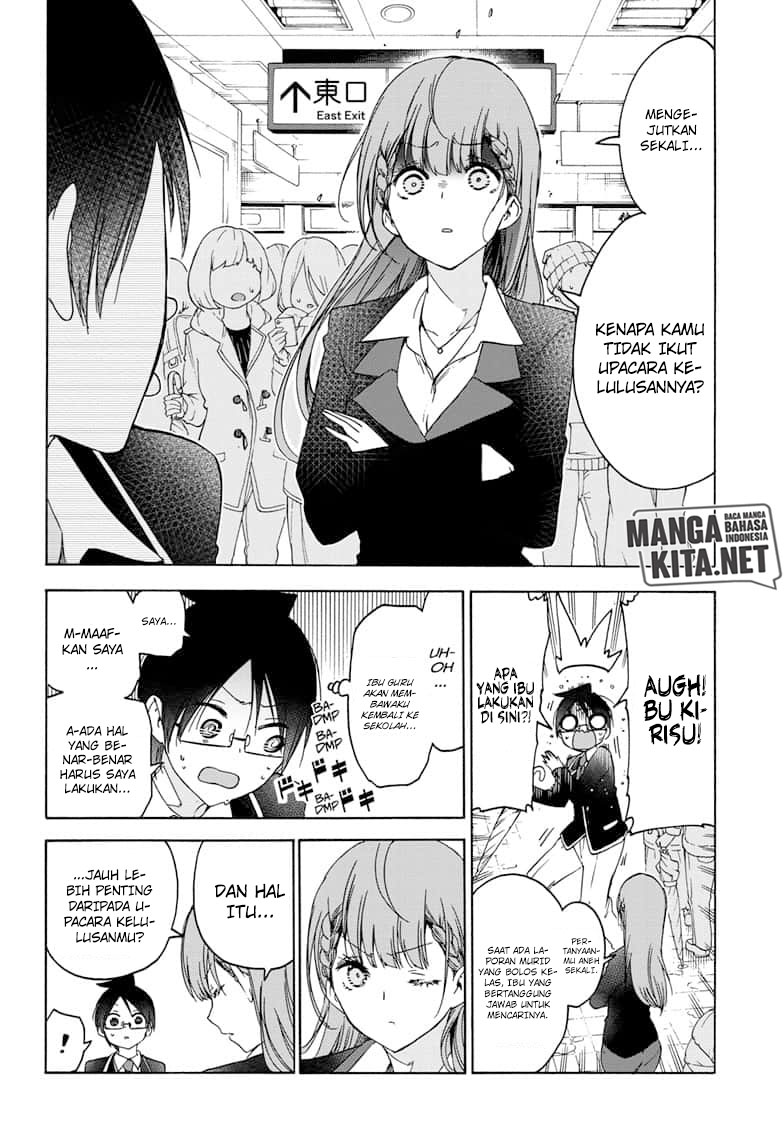 東口
East Exit
MENGE-
JUTKAN
SEKALI...
KENAPA KAMU
TIDAK IKUT
UPACARA KE-
LULUSANNYA?
MANGA
KITA.NET
BACA MANGA
BAHASA
INDONESIA
AUGH!
BU KI-
RISU!
APA
YANG IBU
LAKUKAN
DI SINI?!
PER-
TANYAAN-
MU ANEH
SEKALI.
SAAT ADA LA-
PORAN MURID
YANG BOLOS KE-
LAS, IBU YANG
BERTANGGUNG
JAWAB UNTUK
MENCARINYA.
UH-
OH
...
IBU GURU
AKAN MEM-
BAWAKU
KEMBALI KE
SEKOLAH...
BA-
DMP
BA-
DMP
BA-
DMP
ドキ
ドキ
SAYA...
M-MAAF-
KAN SAYA
...
A-ADA HAL
YANG BE-
NAR-BENAR
HARUS SAYA
LAKUKAN...
DAN HAL
ITU...
...JAUH LE-
BIH PENTING
DARIPADA U-
PACARA KELU-
LUSANMU?
!